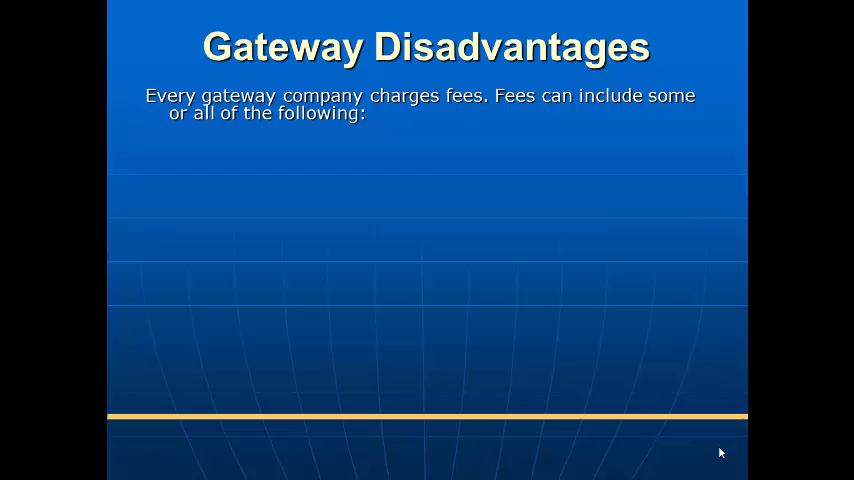 Gateway Disadvantages
Every gateway company charges fees. Fees can include some
or all of the following: